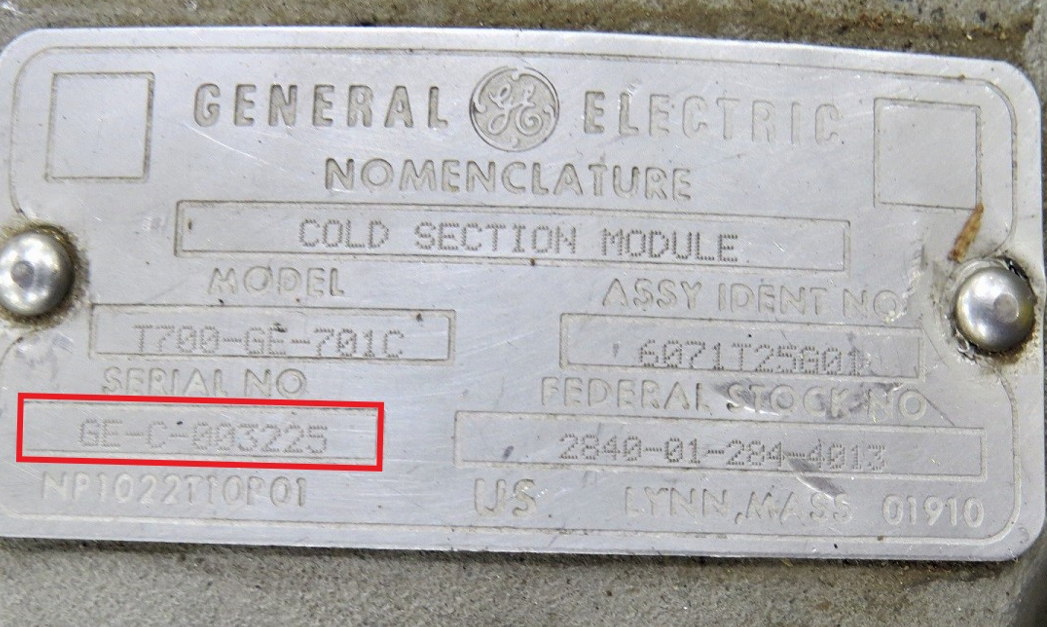 GENERAL GE ELECTRIC
NOMENCLATURE
COLD SECTION MODULE
MODEL
ASSY IDENT NO
T700-GE-701C
6071T25G01
SERIAL NO
FEDERAL STOCK NO
GE-C-003225
2840-01-284-4013
NP1022T10P01
US LYNN, MASS 01910